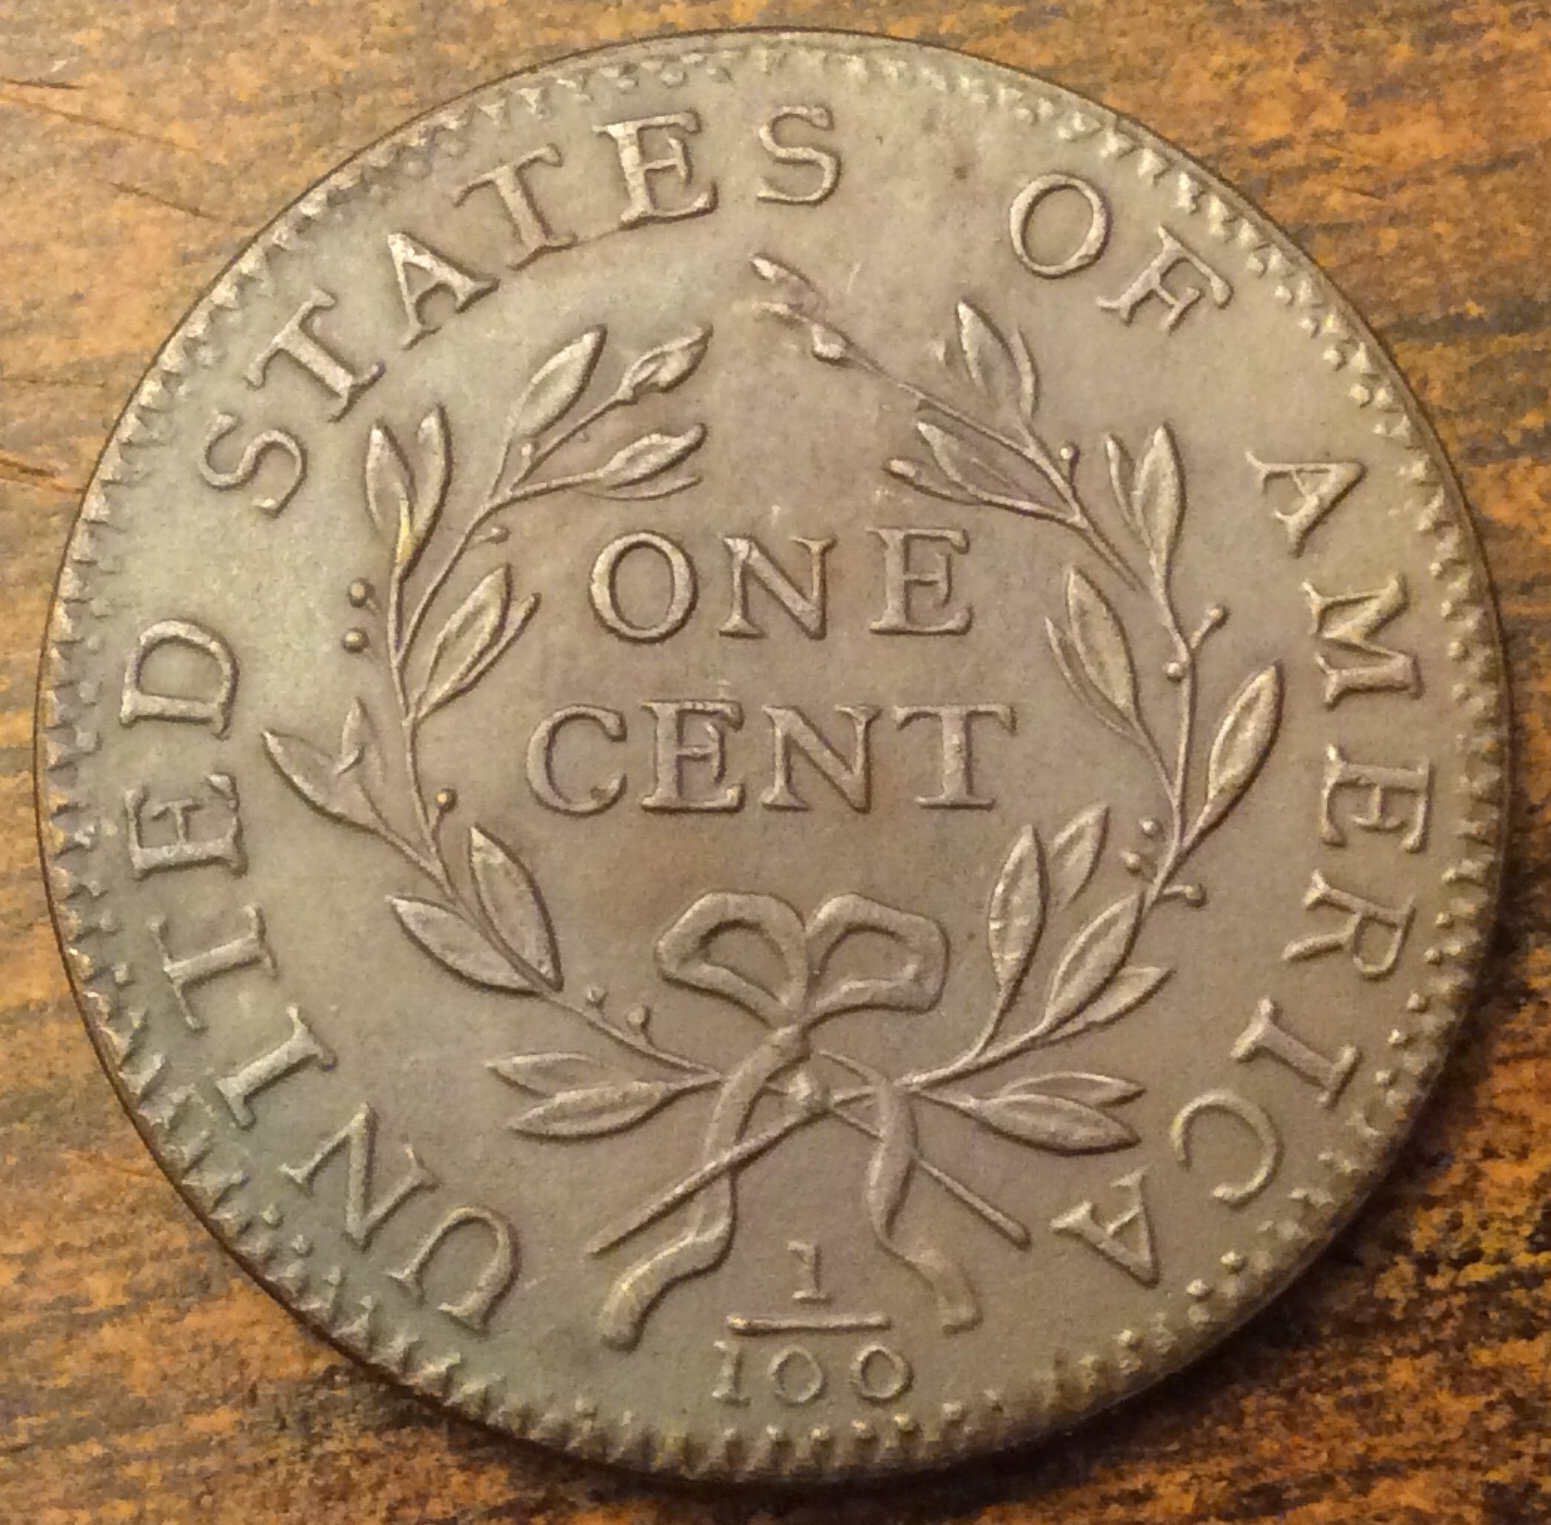 UNITED STATES OF AMERICA
ONE
CENT
1
100